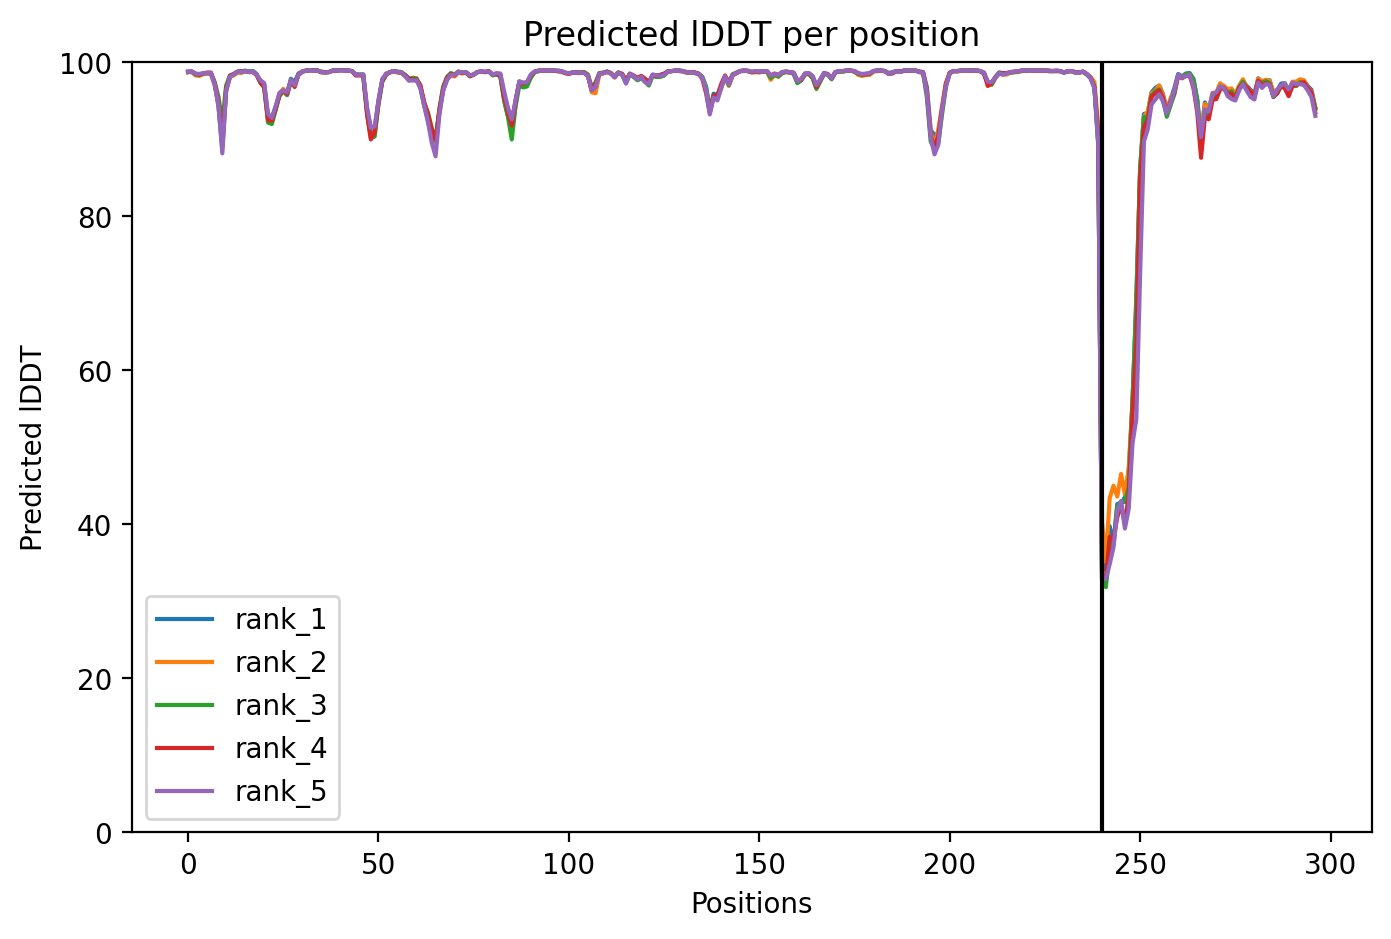 Predicted lDDT per position
100
80
60
40
20
0
Predicted lDDT
rank_1
rank_2
rank_3
rank_4
rank_5
0 50 100 150 200 250 300
Positions